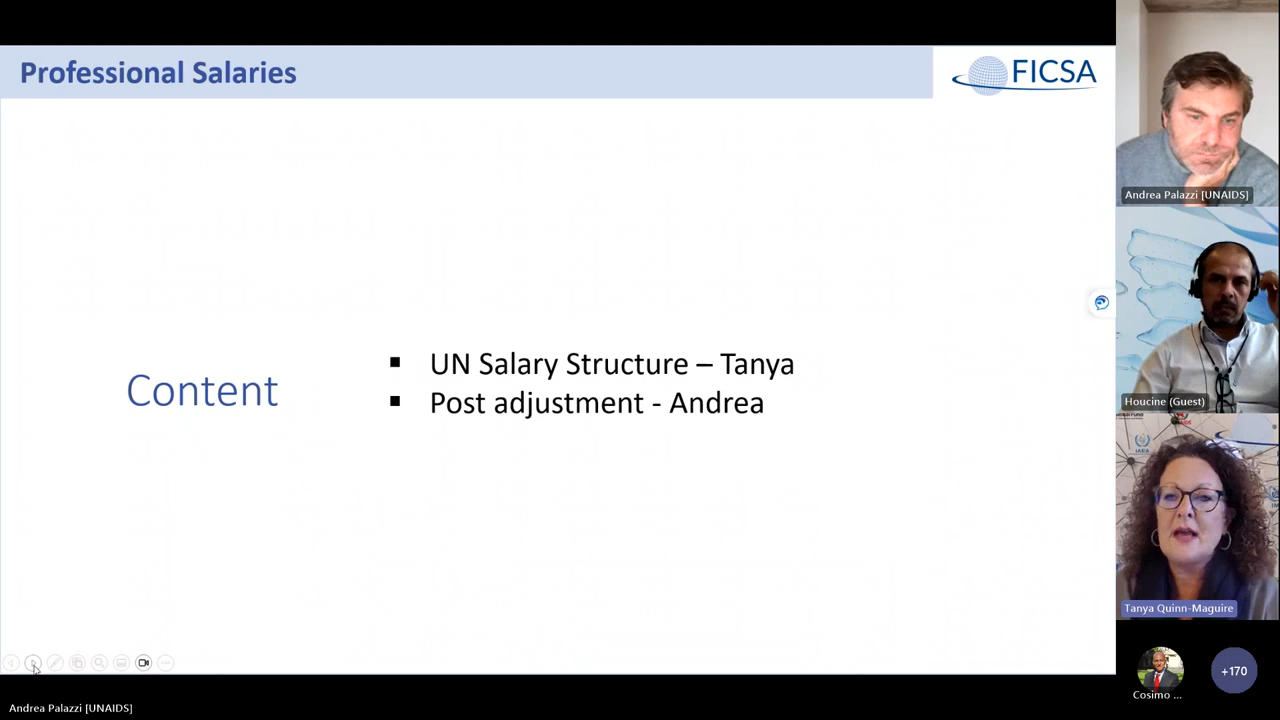 Professional Salaries
FICSA
Content
▪ UN Salary Structure – Tanya
▪ Post adjustment - Andrea
Andrea Palazzi [UNAIDS]
Houcine (Guest)
IAEA
Tanya Quinn-Maguire
Cosimo ...
+170
Andrea Palazzi [UNAIDS]